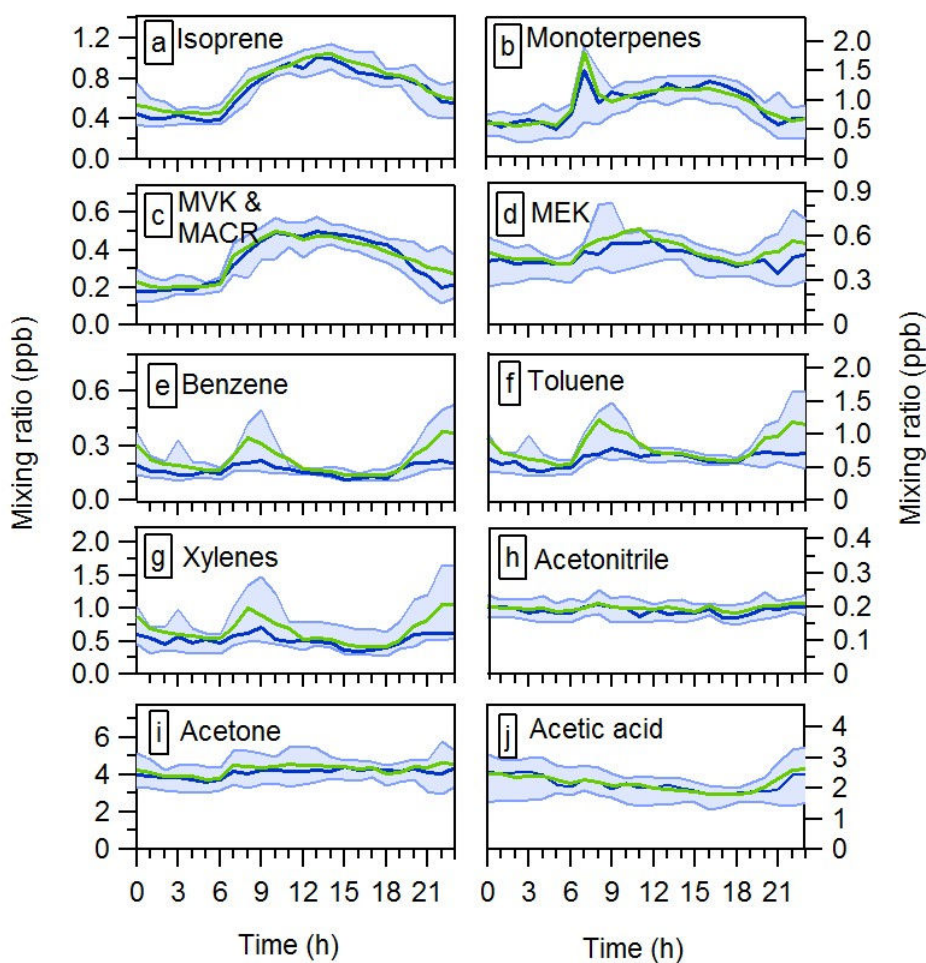 a Isoprene
1.2
0.8
0.4
0.0
b Monoterpenes
2.0
1.5
1.0
0.5
0
c MVK &
MACR
0.6
0.4
0.2
0.0
d MEK
0.9
0.6
0.3
0
e Benzene
0.6
0.3
0.0
f Toluene
2.0
1.5
1.0
0.5
0
g Xylenes
2.0
1.5
1.0
0.5
0.0
h Acetonitrile
0.4
0.3
0.2
0.1
0
i Acetone
6
4
2
0
j Acetic acid
4
3
2
1
0
Mixing ratio (ppb)
Mixing ratio (ppb)
0 3 6 9 12 15 18 21
0 3 6 9 12 15 18 21
Time (h)
Time (h)